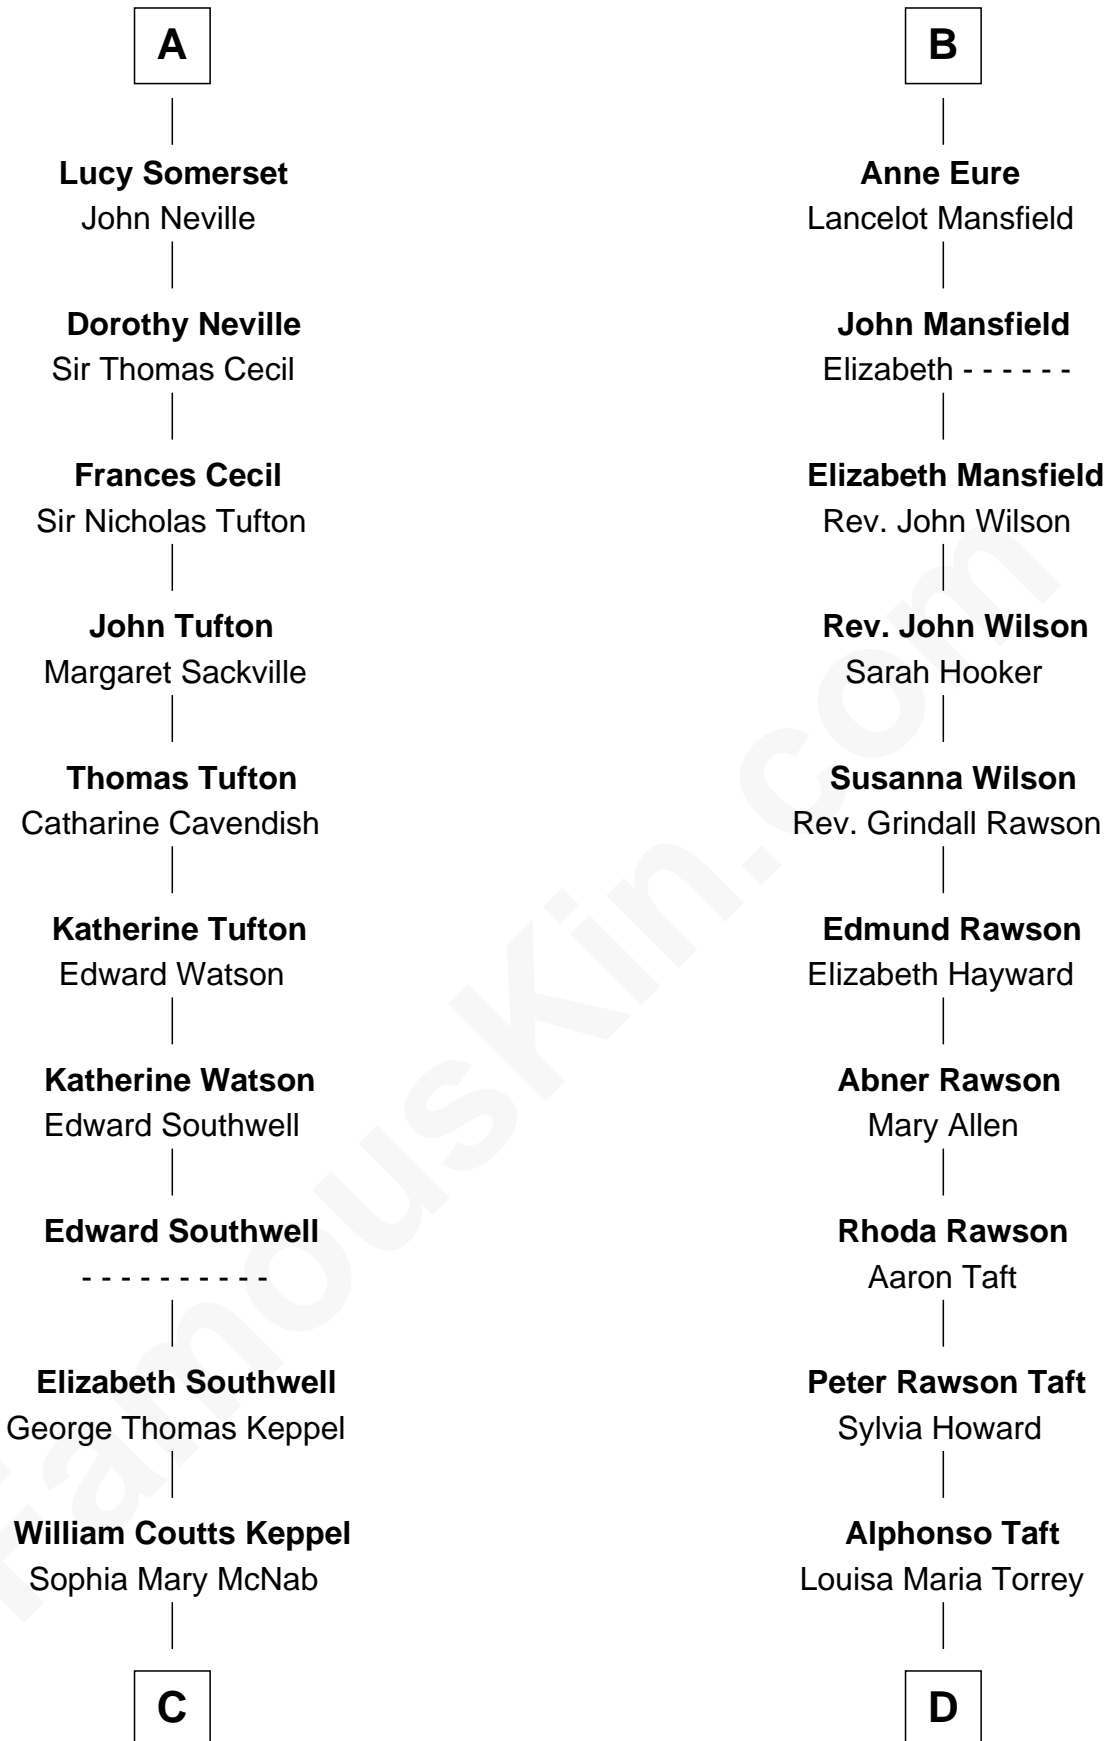 A
Lucy Somerset
John Neville
Dorothy Neville
Sir Thomas Cecil
Frances Cecil
Sir Nicholas Tufton
John Tufton
Margaret Sackville
Thomas Tufton
Catharine Cavendish
Katherine Tufton
Edward Watson
Katherine Watson
Edward Southwell
Edward Southwell
- - - - - - - - - -
Elizabeth Southwell
George Thomas Keppel
William Coutts Keppel
Sophia Mary McNab
C
B
Anne Eure
Lancelot Mansfield
John Mansfield
Elizabeth - - - - - -
Elizabeth Mansfield
Rev. John Wilson
Rev. John Wilson
Sarah Hooker
Susanna Wilson
Rev. Grindall Rawson
Edmund Rawson
Elizabeth Hayward
Abner Rawson
Mary Allen
Rhoda Rawson
Aaron Taft
Peter Rawson Taft
Sylvia Howard
Alphonso Taft
Louisa Maria Torrey
D
FamousKin.com